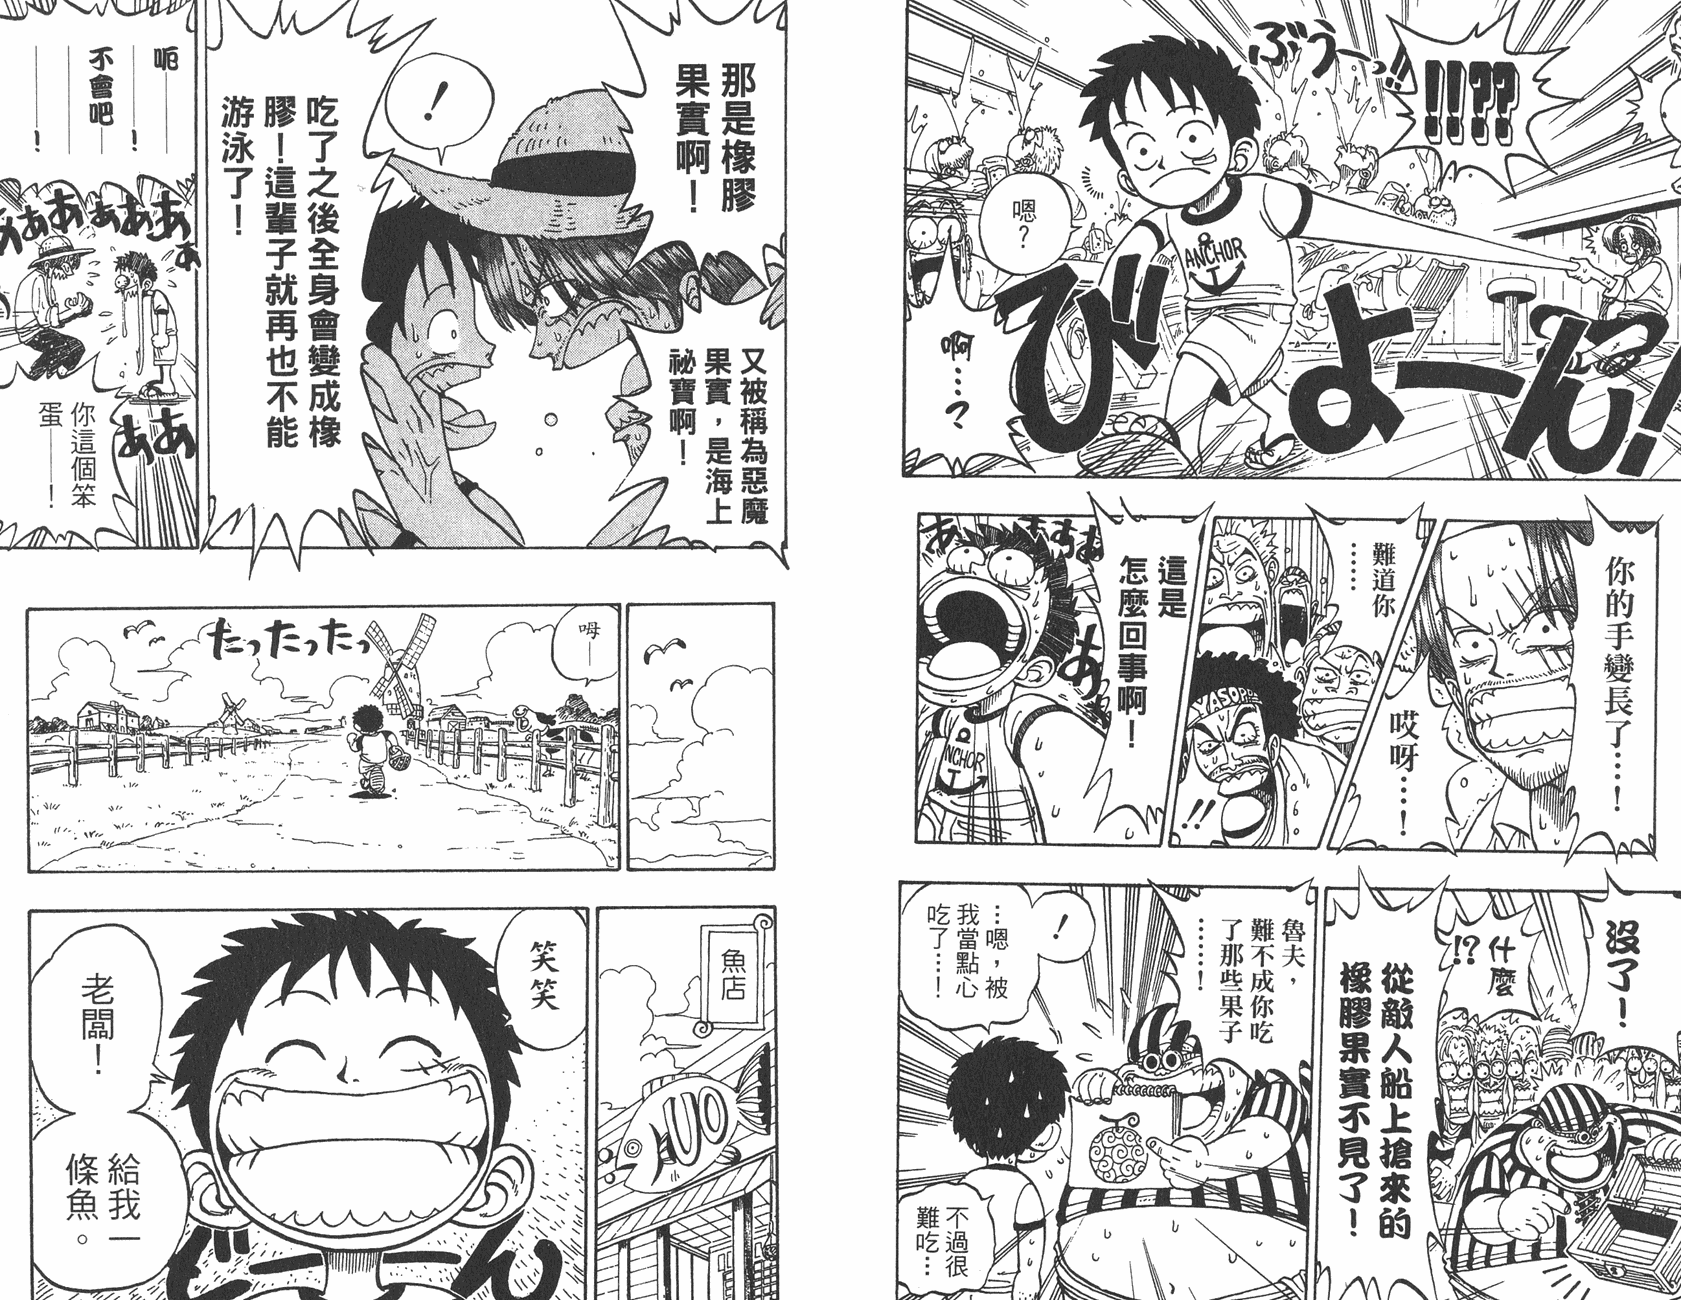 !!??
ぶうーっ!!
嗯?
ANCHOR
啊……?
びよーん!
你的手變長了…!
哎呀…!
難道你
……
YASOPP
!!
這是
怎麼回事啊!
ああああ
ANCHOR
沒了!
從敵人船上搶來的
橡膠果實不見了!
什麼
!?
魯夫,
難不成你吃
了那些果子
……!
!
…嗯,被
我當點心
吃了……!
不過很
難吃…
那是橡膠
果實啊!
又被稱為惡魔
果實,是海上
祕寶啊!
!
吃了之後全身會變成橡
膠!這輩子就再也不能
游泳了!
呃
——!
不會吧
——!
ああああああ
ああ
你這個笨
蛋——!
哞——
たったったっ
魚店
UO
笑笑
老闆!
給我一
條魚。
どーん